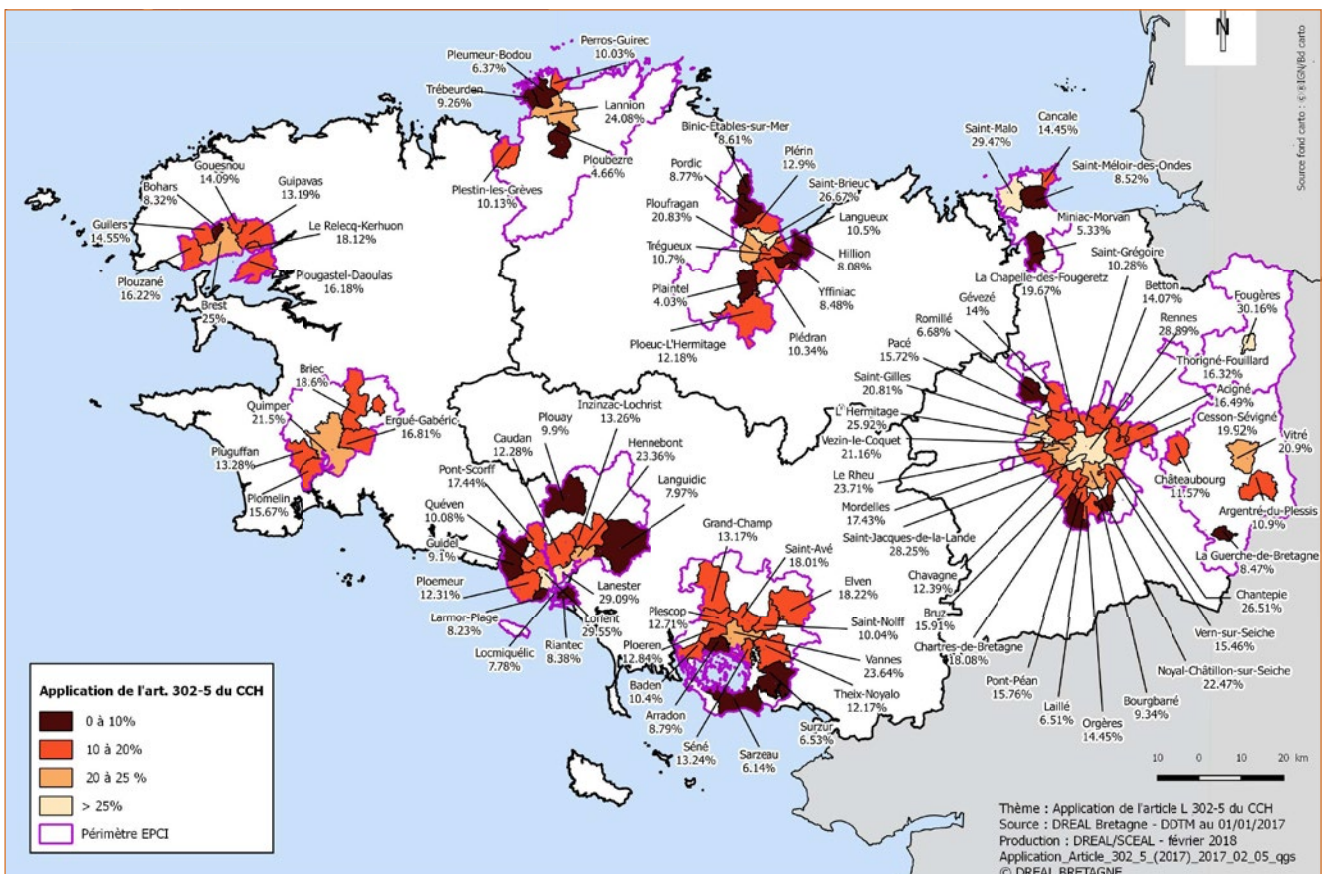 N
Source fond carto : ©®IGN/Bd carto
Perros-Guirec
10.03%
Pleumeur-Bodou
6.37%
Trébeurden
9.26%
Lannion
24.08%
Ploubezre
4.66%
Plestin-les-Grèves
10.13%
Gouesnou
14.09%
Bohars
8.32%
Guipavas
13.19%
Guilers
14.55%
Le Relecq-Kerhuon
18.12%
Plouzané
16.22%
Pougastel-Daoulas
16.18%
Brest
25%
Binic-Étables-sur-Mer
8.61%
Pordic
8.77%
Plérin
12.9%
Saint-Brieuc
26.67%
Ploufragan
20.83%
Langueux
10.5%
Trégueux
10.7%
Hillion
8.08%
Plaintel
4.03%
Yffiniac
8.48%
Plédran
10.34%
Ploeuc-L'Hermitage
12.18%
Saint-Malo
29.47%
Cancale
14.45%
Saint-Méloir-des-Ondes
8.52%
Miniac-Morvan
5.33%
Saint-Grégoire
10.28%
La Chapelle-des-Fougeretz
19.67%
Betton
14.07%
Fougères
30.16%
Gévezé
14%
Rennes
28.89%
Romillé
6.68%
Thorigné-Fouillard
16.32%
Pacé
15.72%
Acigné
16.49%
Saint-Gilles
20.81%
Cesson-Sévigné
19.92%
L' Hermitage
25.92%
Vitré
20.9%
Vezin-le-Coquet
21.16%
Le Rheu
23.71%
Châteaubourg
11.57%
Mordelles
17.43%
Argentré-du-Plessis
10.9%
Saint-Jacques-de-la-Lande
28.25%
La Guerche-de-Bretagne
8.47%
Chavagne
12.39%
Chantepie
26.51%
Bruz
15.91%
Vern-sur-Seiche
15.46%
Chartres-de-Bretagne
18.08%
Noyal-Châtillon-sur-Seiche
22.47%
Pont-Péan
15.76%
Bourgbarré
9.34%
Laillé
6.51%
Orgères
14.45%
Briec
18.6%
Quimper
21.5%
Ergué-Gabéric
16.81%
Pluguffan
13.28%
Plomelin
15.67%
Inzinzac-Lochrist
13.26%
Plouay
9.9%
Hennebont
23.36%
Caudan
12.28%
Languidic
7.97%
Pont-Scorff
17.44%
Quéven
10.08%
Guidel
9.1%
Ploemeur
12.31%
Larmor-Plage
8.23%
Locmiquélic
7.78%
Riantec
8.38%
Lanester
29.09%
Lorient
29.55%
Grand-Champ
13.17%
Saint-Avé
18.01%
Elven
18.22%
Plescop
12.71%
Saint-Nolff
10.04%
Ploeren
12.84%
Vannes
23.64%
Baden
10.4%
Theix-Noyalo
12.17%
Arradon
8.79%
Surzur
6.53%
Séné
13.24%
Sarzeau
6.14%
Application de l'art. 302-5 du CCH
0 à 10%
10 à 20%
20 à 25 %
> 25%
Périmètre EPCI
10 0 10 20 km
Thème : Application de l'article L 302-5 du CCH
Source : DREAL Bretagne - DDTM au 01/01/2017
Production : DREAL/SCEAL - février 2018
Application_Article_302_5_(2017)_2017_02_05_qgs
© DREAL BRETAGNE